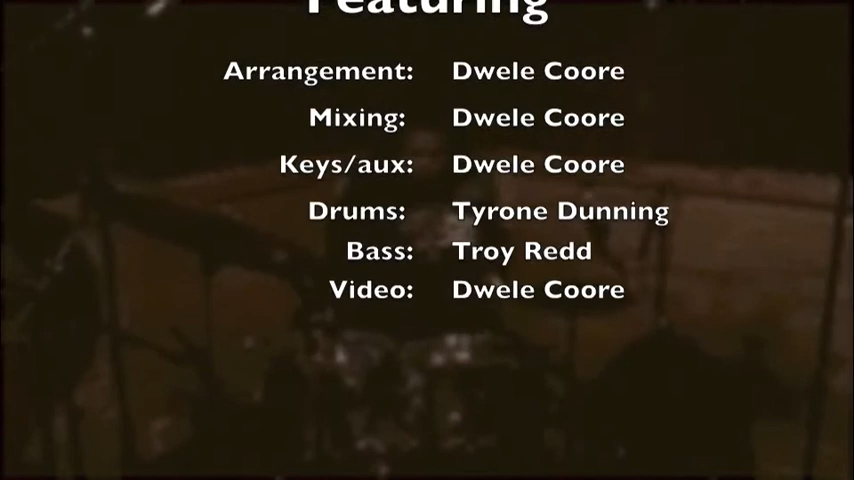 Featuring
Arrangement: Dwele Coore
Mixing: Dwele Coore
Keys/aux: Dwele Coore
Drums: Tyrone Dunning
Bass: Troy Redd
Video: Dwele Coore